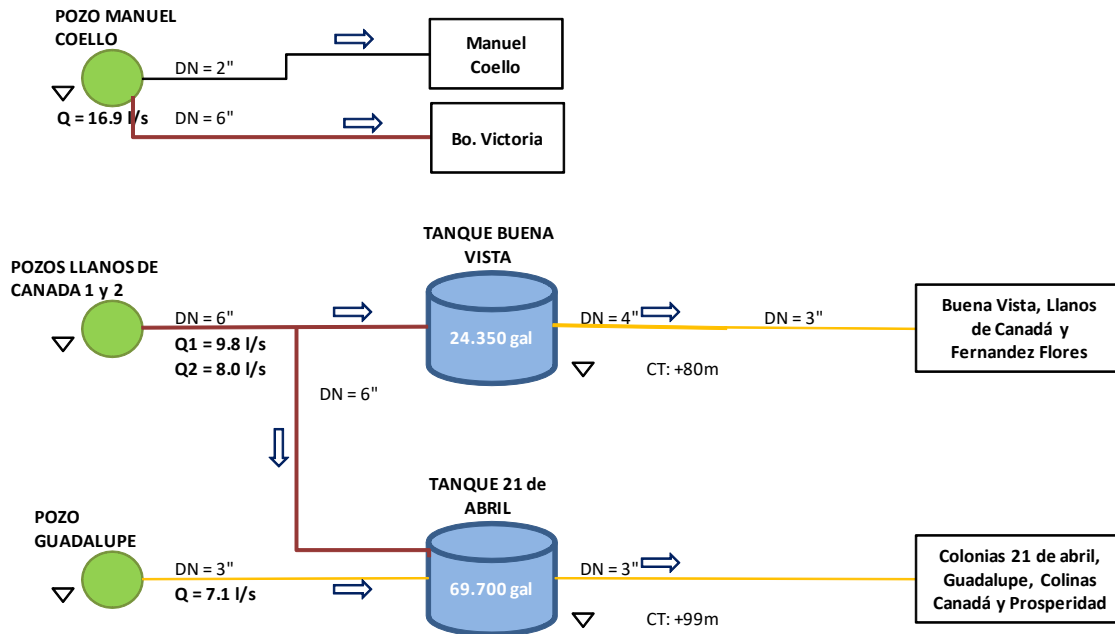 POZO MANUEL
COELLO
DN = 2"
Q = 16.9 l/s
DN = 6"
Manuel
Coello
Bo. Victoria
TANQUE BUENA
VISTA
POZOS LLANOS DE
CANADA 1 y 2
DN = 6"
Q1 = 9.8 l/s
Q2 = 8.0 l/s
DN = 6"
24.350 gal
DN = 4"
DN = 3"
CT: +80m
Buena Vista, Llanos
de Canadá y
Fernandez Flores
TANQUE 21 de
ABRIL
POZO
GUADALUPE
DN = 3"
Q = 7.1 l/s
69.700 gal
DN = 3"
CT: +99m
Colonias 21 de abril,
Guadalupe, Colinas
Canadá y Prosperidad